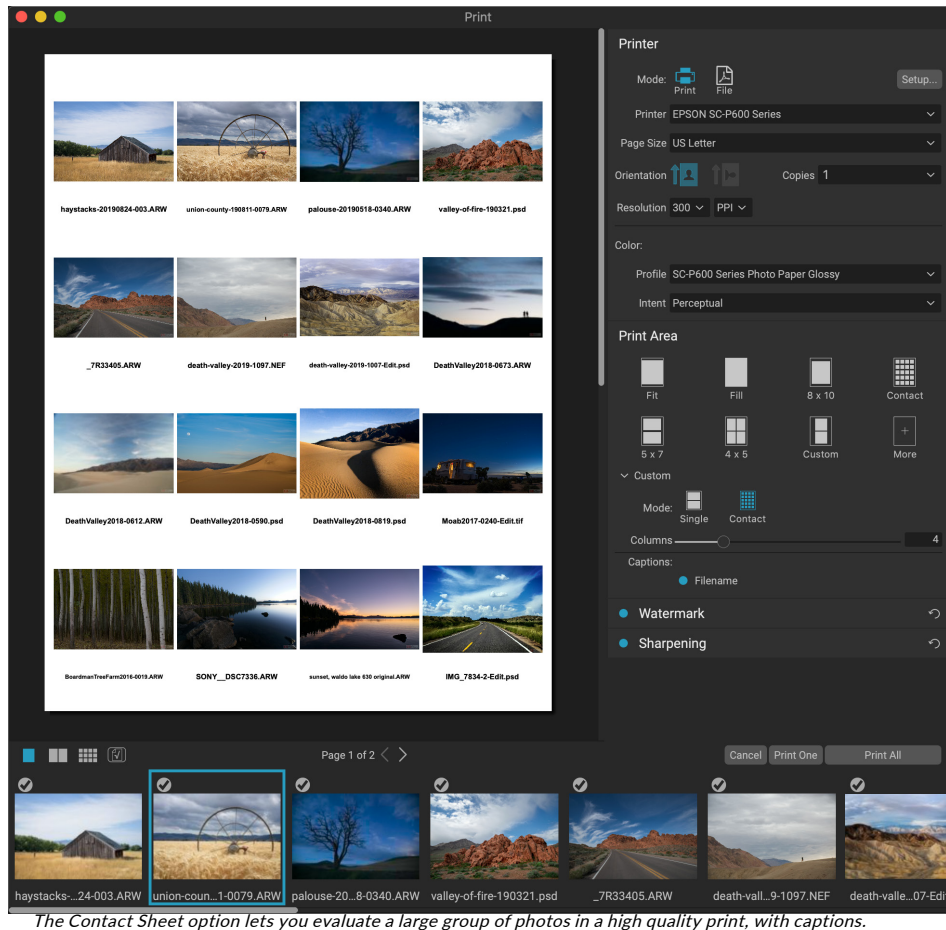 Print
haystacks-20190824-003.ARW union-county-190811-0079.ARW palouse-20190518-0340.ARW valley-of-fire-190321.psd
_7R33405.ARW death-valley-2019-1097.NEF death-valley-2019-1007-Edit.psd DeathValley2018-0673.ARW
DeathValley2018-0612.ARW DeathValley2018-0590.psd DeathValley2018-0819.psd Moab2017-0240-Edit.tif
BoardmanTreeFarm2016-0019.ARW SONY__DSC7336.ARW sunset, waldo lake 630 original.ARW IMG_7834-2-Edit.psd
Printer
Mode: Print File Setup...
Printer EPSON SC-P600 Series
Page Size US Letter
Orientation Copies 1
Resolution 300 PPI
Color:
Profile SC-P600 Series Photo Paper Glossy
Intent Perceptual
Print Area
Fit Fill 8 x 10 Contact
5 x 7 4 x 5 Custom More
Custom
Mode: Single Contact
Columns 4
Captions:
Filename
Watermark
Sharpening
Page 1 of 2 Cancel Print One Print All
haystacks-...24-003.ARW union-coun...1-0079.ARW palouse-20...8-0340.ARW valley-of-fire-190321.psd _7R33405.ARW death-vall...9-1097.NEF death-valle...07-Edi
The Contact Sheet option lets you evaluate a large group of photos in a high quality print, with captions.